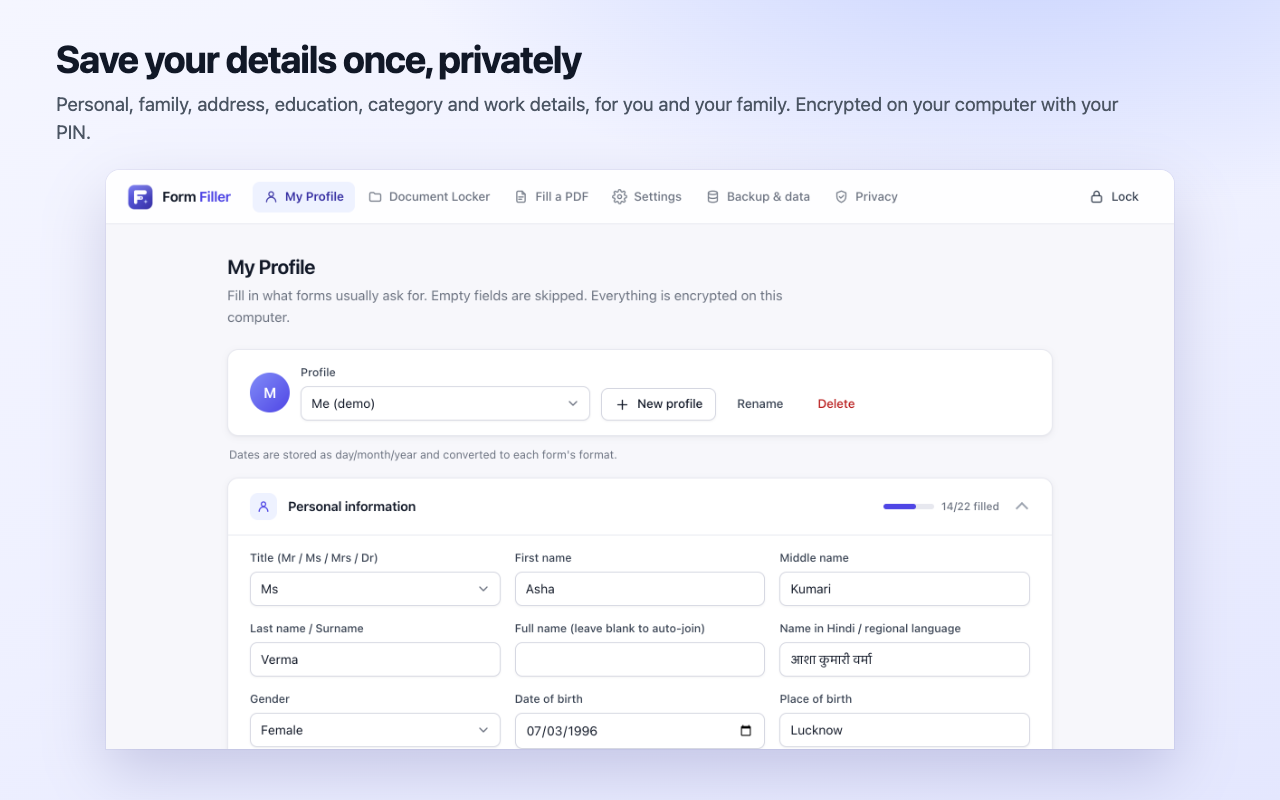 Save your details once, privately
Personal, family, address, education, category and work details, for you and your family. Encrypted on your computer with your
PIN.
Form Filler
My Profile
Document Locker
Fill a PDF
Settings
Backup & data
Privacy
Lock
My Profile
Fill in what forms usually ask for. Empty fields are skipped. Everything is encrypted on this
computer.
M
Profile
Me (demo)
New profile
Rename
Delete
Dates are stored as day/month/year and converted to each form's format.
Personal information
14/22 filled
Title (Mr / Ms / Mrs / Dr)
First name
Middle name
Ms
Asha
Kumari
Last name / Surname
Full name (leave blank to auto-join)
Name in Hindi / regional language
Verma
आशा कुमारी वर्मा
Gender
Date of birth
Place of birth
Female
07/03/1996
Lucknow